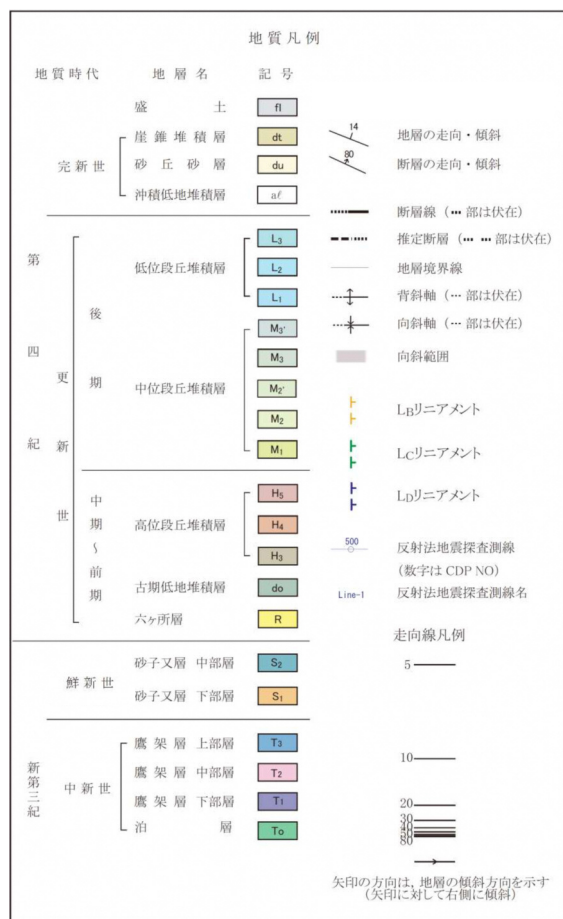 地質凡例
地質時代 地層名 記号
盛土 fl
崖錐堆積層 dt
完新世 砂丘砂層 du
沖積低地堆積層 aℓ
低位段丘堆積層 L₃
L₂
L₁
中位段丘堆積層 M₃'
M₃
M₂'
M₂
M₁
高位段丘堆積層 H₅
H₄
H₃
古期低地堆積層 do
六ヶ所層 R
第四紀
更新世
後期
中期~前期
鮮新世
砂子又層 中部層 S₂
砂子又層 下部層 S₁
新第三紀
中新世
鷹架層 上部層 T₃
鷹架層 中部層 T₂
鷹架層 下部層 T₁
泊層 To
14 地層の走向・傾斜
80 断層の走向・傾斜
断層線 (… 部は伏在)
推定断層 (… … 部は伏在)
地層境界線
背斜軸 (… 部は伏在)
向斜軸 (… 部は伏在)
向斜範囲
LBリニアメント
LCリニアメント
LDリニアメント
500 反射法地震探査測線
(数字は CDP NO)
Line-1 反射法地震探査測線名
走向線凡例
5
10
20
30
40
50
80
矢印の方向は、地層の傾斜方向を示す
(矢印に対して右側に傾斜)